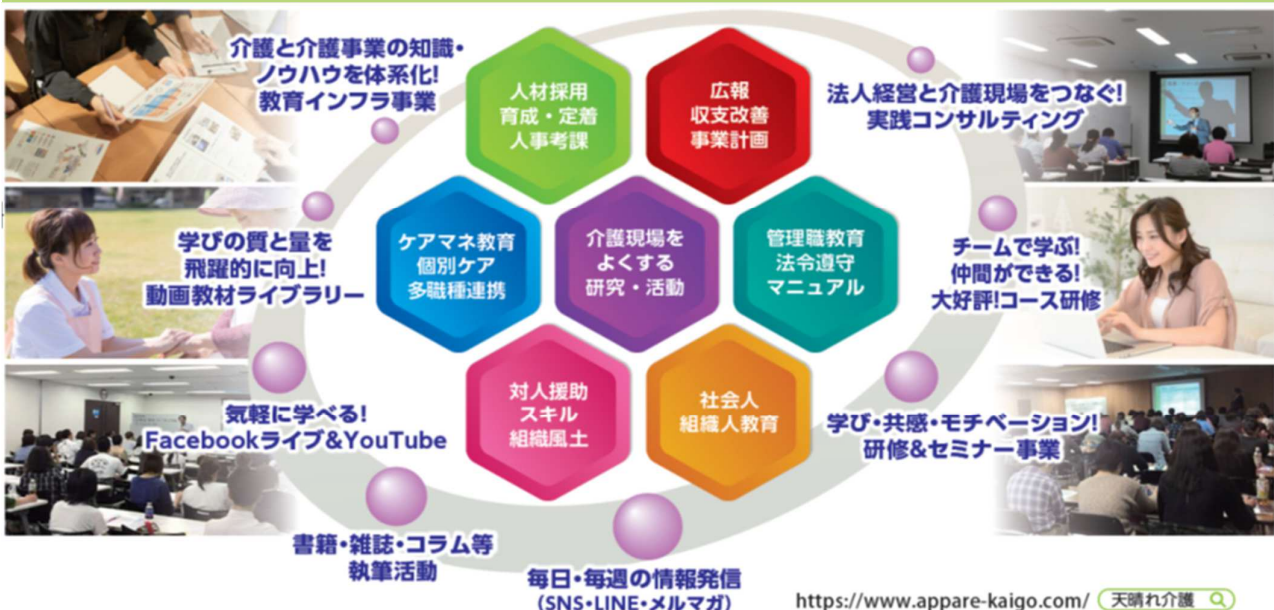 介護と介護事業の知識・
ノウハウを体系化!
教育インフラ事業
人材採用
育成・定着
人事考課
広報
収支改善
事業計画
法人経営と介護現場をつなぐ!
実践コンサルティング
学びの質と量を
飛躍的に向上!
動画教材ライブラリー
ケアマネ教育
個別ケア
多職種連携
介護現場を
よくする
研究・活動
管理職教育
法令遵守
マニュアル
チームで学ぶ!
仲間ができる!
大好評!コース研修
気軽に学べる!
Facebookライブ&YouTube
対人援助
スキル
組織風土
社会人
組織人教育
学び・共感・モチベーション!
研修&セミナー事業
書籍・雑誌・コラム等
執筆活動
毎日・毎週の情報発信
(SNS・LINE・メルマガ)
https://www.appare-kaigo.com/ 天晴れ介護